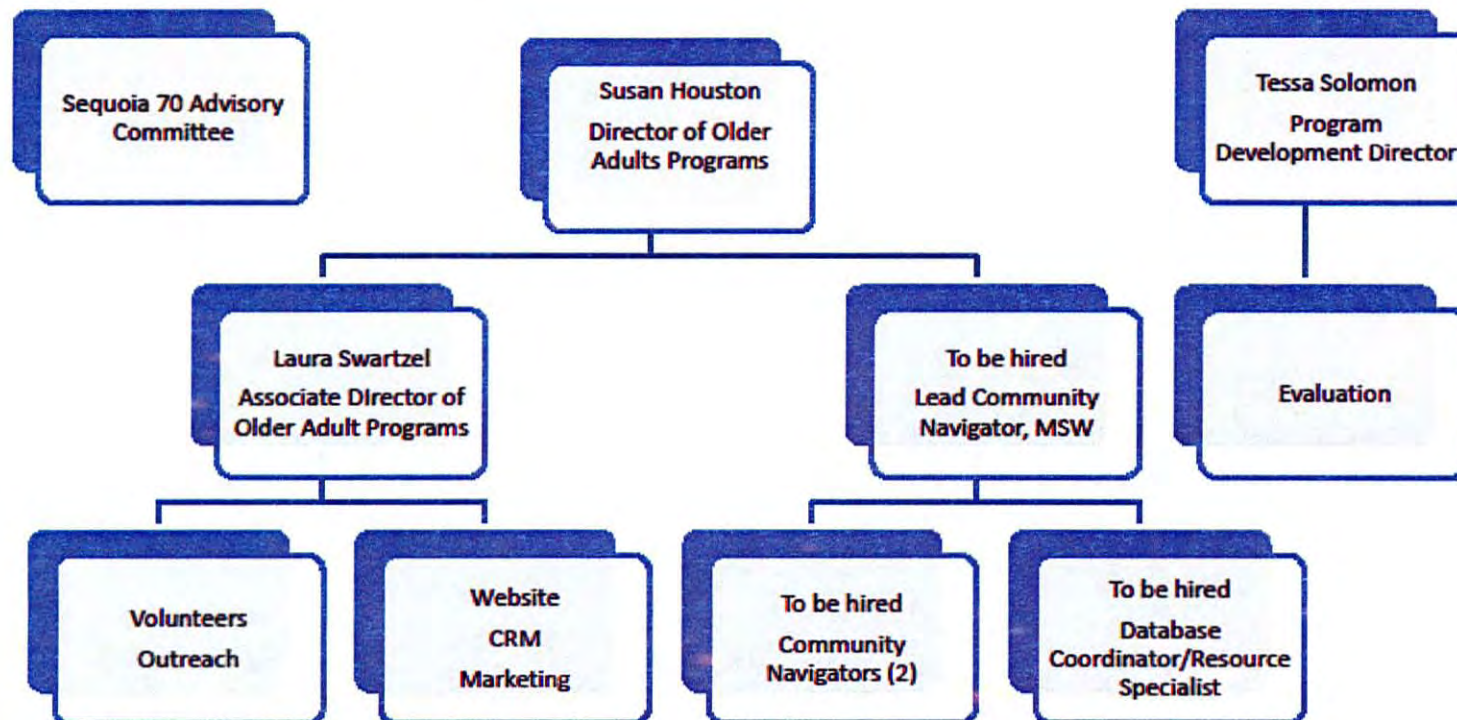 Sequoia 70 Advisory
Committee
Susan Houston
Director of Older
Adults Programs
Tessa Solomon
Program
Development Director
Laura Swartzel
Associate Director of
Older Adult Programs
To be hired
Lead Community
Navigator, MSW
Evaluation
Volunteers
Outreach
Website
CRM
Marketing
To be hired
Community
Navigators (2)
To be hired
Database
Coordinator/Resource
Specialist